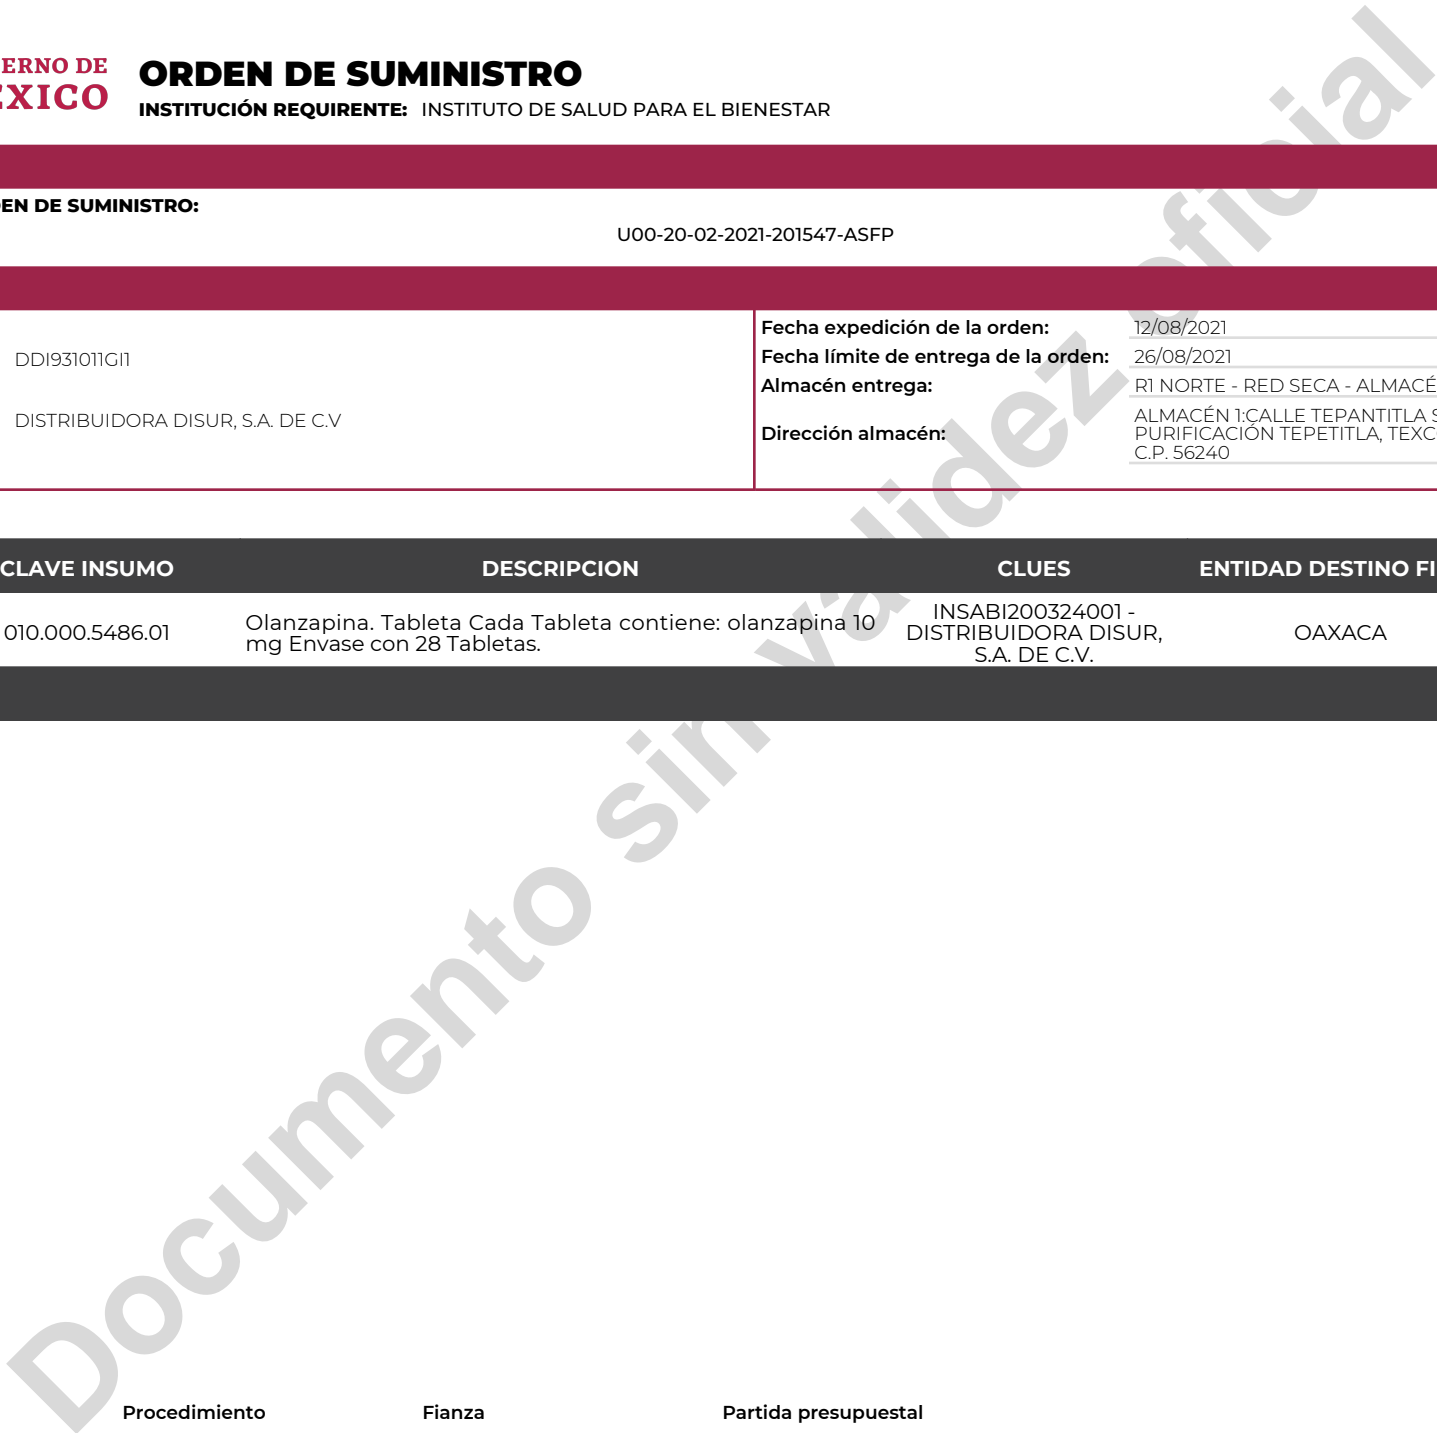 ERNO DE
EXICO
ORDEN DE SUMINISTRO
INSTITUCIÓN REQUIRENTE: INSTITUTO DE SALUD PARA EL BIENESTAR
EN DE SUMINISTRO:
U00-20-02-2021-201547-ASFP
DDI931011GI1
DISTRIBUIDORA DISUR, S.A. DE C.V
Fecha expedición de la orden: 12/08/2021
Fecha límite de entrega de la orden: 26/08/2021
Almacén entrega: R1 NORTE - RED SECA - ALMACÉ
Dirección almacén:
ALMACÉN 1:CALLE TEPANTITLA S
PURIFICACIÓN TEPETITLA, TEXC
C.P. 56240
CLAVE INSUMO DESCRIPCION CLUES ENTIDAD DESTINO FI
010.000.5486.01
Olanzapina. Tableta Cada Tableta contiene: olanzapina 10
mg Envase con 28 Tabletas.
INSABI200324001 -
DISTRIBUIDORA DISUR,
S.A. DE C.V.
OAXACA
Documento sin validez oficial
Procedimiento Fianza Partida presupuestal